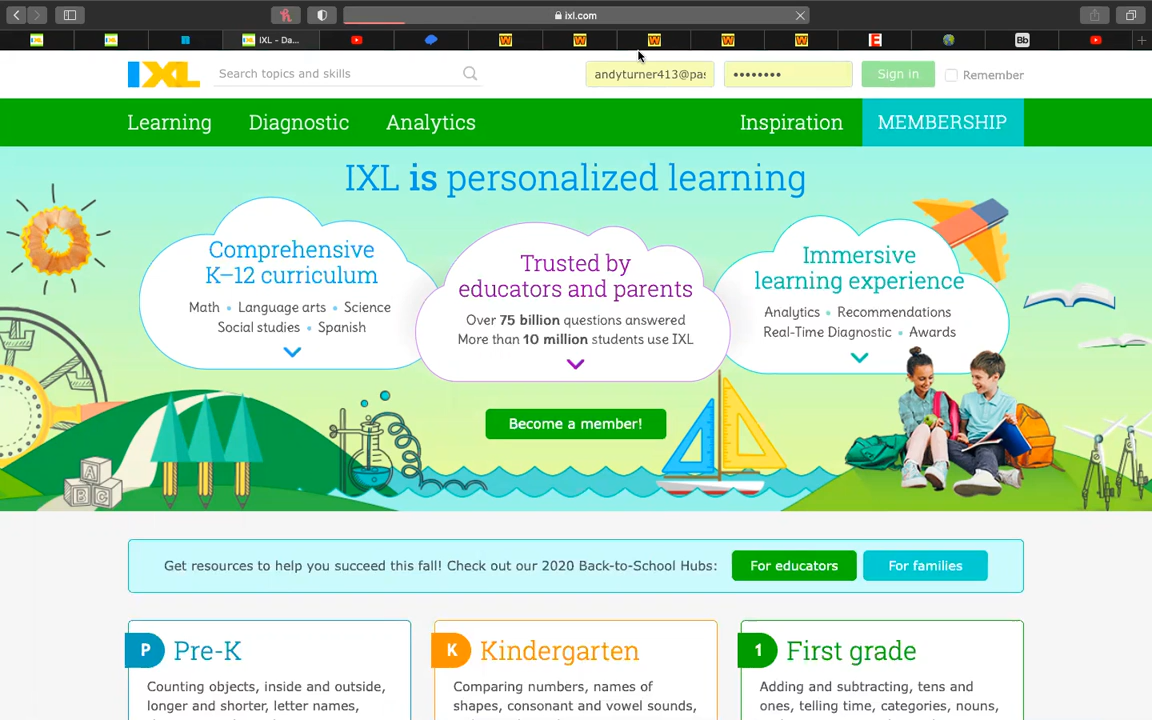 ixl.com
IXL - Da...
Bb
IXL
Search topics and skills
andyturner413@pas
Sign in
Remember
Learning
Diagnostic
Analytics
Inspiration
MEMBERSHIP
IXL is personalized learning
Comprehensive
K–12 curriculum
Math • Language arts • Science
Social studies • Spanish
Trusted by
educators and parents
Over 75 billion questions answered
More than 10 million students use IXL
Immersive
learning experience
Analytics • Recommendations
Real-Time Diagnostic • Awards
Become a member!
A
B C
Get resources to help you succeed this fall! Check out our 2020 Back-to-School Hubs:
For educators
For families
P Pre-K
Counting objects, inside and outside,
longer and shorter, letter names,
K Kindergarten
Comparing numbers, names of
shapes, consonant and vowel sounds,
1 First grade
Adding and subtracting, tens and
ones, telling time, categories, nouns,